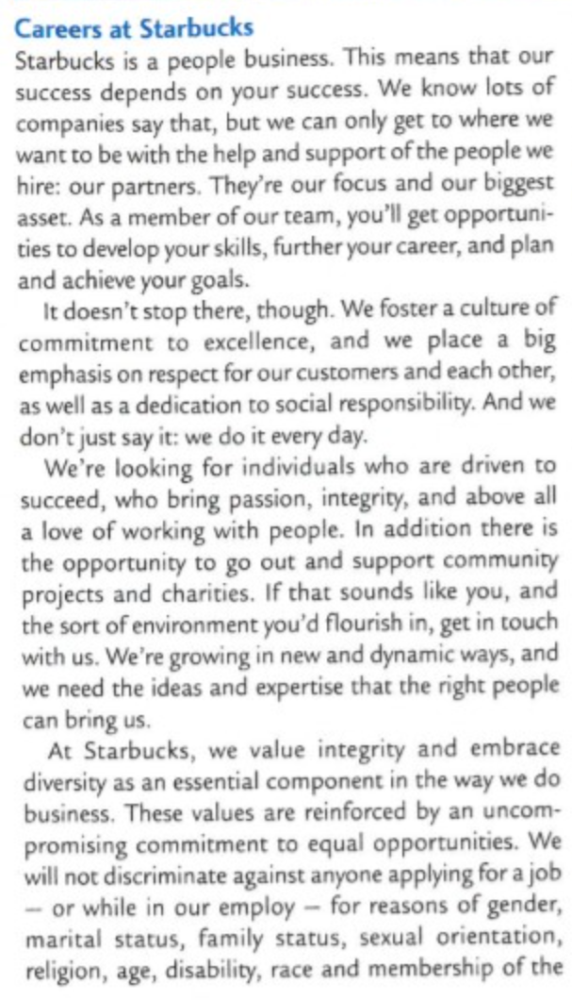 Careers at Starbucks
Starbucks is a people business. This means that our
success depends on your success. We know lots of
companies say that, but we can only get to where we
want to be with the help and support of the people we
hire: our partners. They're our focus and our biggest
asset. As a member of our team, you'll get opportuni-
ties to develop your skills, further your career, and plan
and achieve your goals.
It doesn't stop there, though. We foster a culture of
commitment to excellence, and we place a big
emphasis on respect for our customers and each other,
as well as a dedication to social responsibility. And we
don't just say it: we do it every day.
We're looking for individuals who are driven to
succeed, who bring passion, integrity, and above all
a love of working with people. In addition there is
the opportunity to go out and support community
projects and charities. If that sounds like you, and
the sort of environment you'd flourish in, get in touch
with us. We're growing in new and dynamic ways, and
we need the ideas and expertise that the right people
can bring us.
At Starbucks, we value integrity and embrace
diversity as an essential component in the way we do
business. These values are reinforced by an uncom-
promising commitment to equal opportunities. We
will not discriminate against anyone applying for a job
– or while in our employ – for reasons of gender,
marital status, family status, sexual orientation,
religion, age, disability, race and membership of the